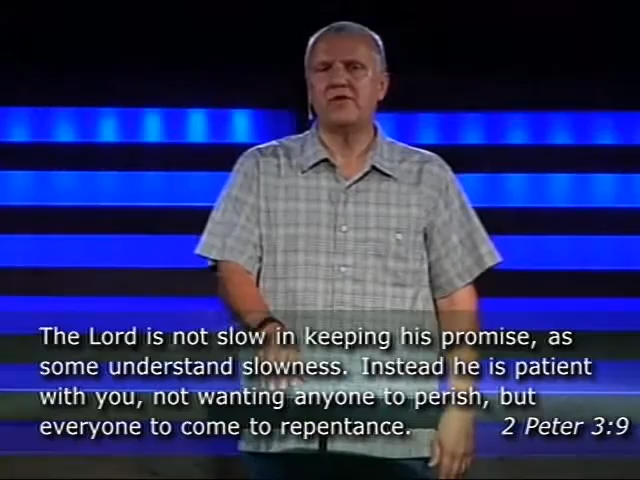 The Lord is not slow in keeping his promise, as
some understand slowness. Instead he is patient
with you, not wanting anyone to perish, but
everyone to come to repentance. 2 Peter 3:9